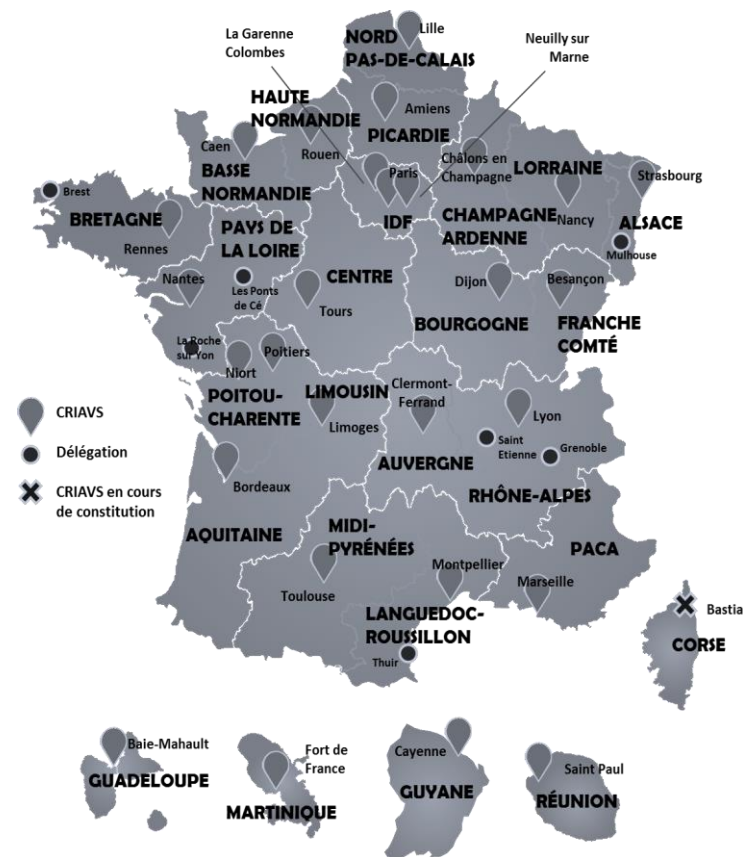 La Garenne
Colombes
NORD
PAS-DE-CALAIS
Lille
Neuilly sur
Marne
HAUTE
NORMANDIE
Rouen
Amiens
PICARDIE
Caen
BASSE
NORMANDIE
Paris
IDF
Châlons en
Champagne
CHAMPAGNE
ARDENNE
LORRAINE
Nancy
Strasbourg
ALSACE
Mulhouse
Brest
BRETAGNE
Rennes
PAYS DE
LA LOIRE
Nantes
Les Ponts
de Cé
La Roche
sur Yon
CENTRE
Tours
Dijon
BOURGOGNE
Besançon
FRANCHE
COMTÉ
Niort
Poitiers
POITOU-
CHARENTE
LIMOUSIN
Limoges
Clermont-
Ferrand
AUVERGNE
Lyon
Saint
Etienne
Grenoble
RHÔNE-ALPES
CRIAVS
Délégation
CRIAVS en cours
de constitution
Bordeaux
AQUITAINE
MIDI-
PYRÉNÉES
Toulouse
Montpellier
LANGUEDOC-
ROUSSILLON
Thuir
PACA
Marseille
Bastia
CORSE
Baie-Mahault
GUADELOUPE
Fort de
France
MARTINIQUE
Cayenne
GUYANE
Saint Paul
RÉUNION